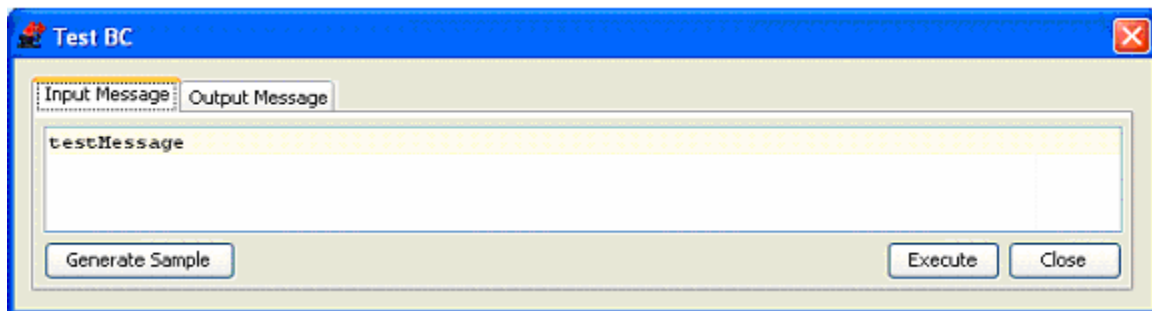 Test BC
Input Message Output Message
testMessage
Generate Sample Execute Close